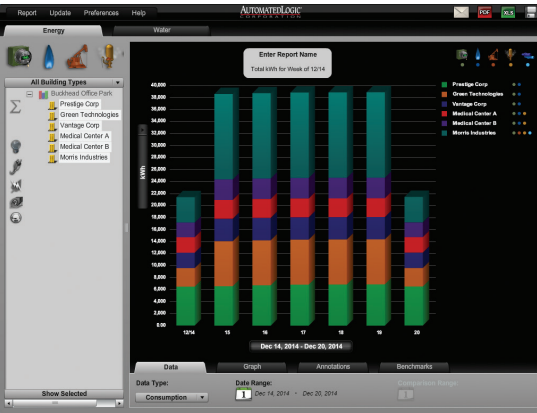 Report Update Preferences Help
AUTOMATEDLOGIC
CORPORATION
PDF XLS
Energy Water
Enter Report Name
Total kWh for Week of 12/14
All Building Types
Buckhead Office Park
Prestige Corp
Green Technologies
Vantage Corp
Medical Center A
Medical Center B
Morris Industries
Prestige Corp
Green Technologies
Vantage Corp
Medical Center A
Medical Center B
Morris Industries
kWh
40,000
38,000
36,000
34,000
32,000
30,000
28,000
26,000
24,000
22,000
20,000
18,000
16,000
14,000
12,000
10,000
8,000
6,000
4,000
2,000
0.00
12/14 15 16 17 18 19 20
Dec 14, 2014 - Dec 20, 2014
Data Graph Annotations Benchmarks
Data Type: Date Range: Comparison Range:
Consumption 1 Dec 14, 2014 - Dec 20, 2014 1
Show Selected